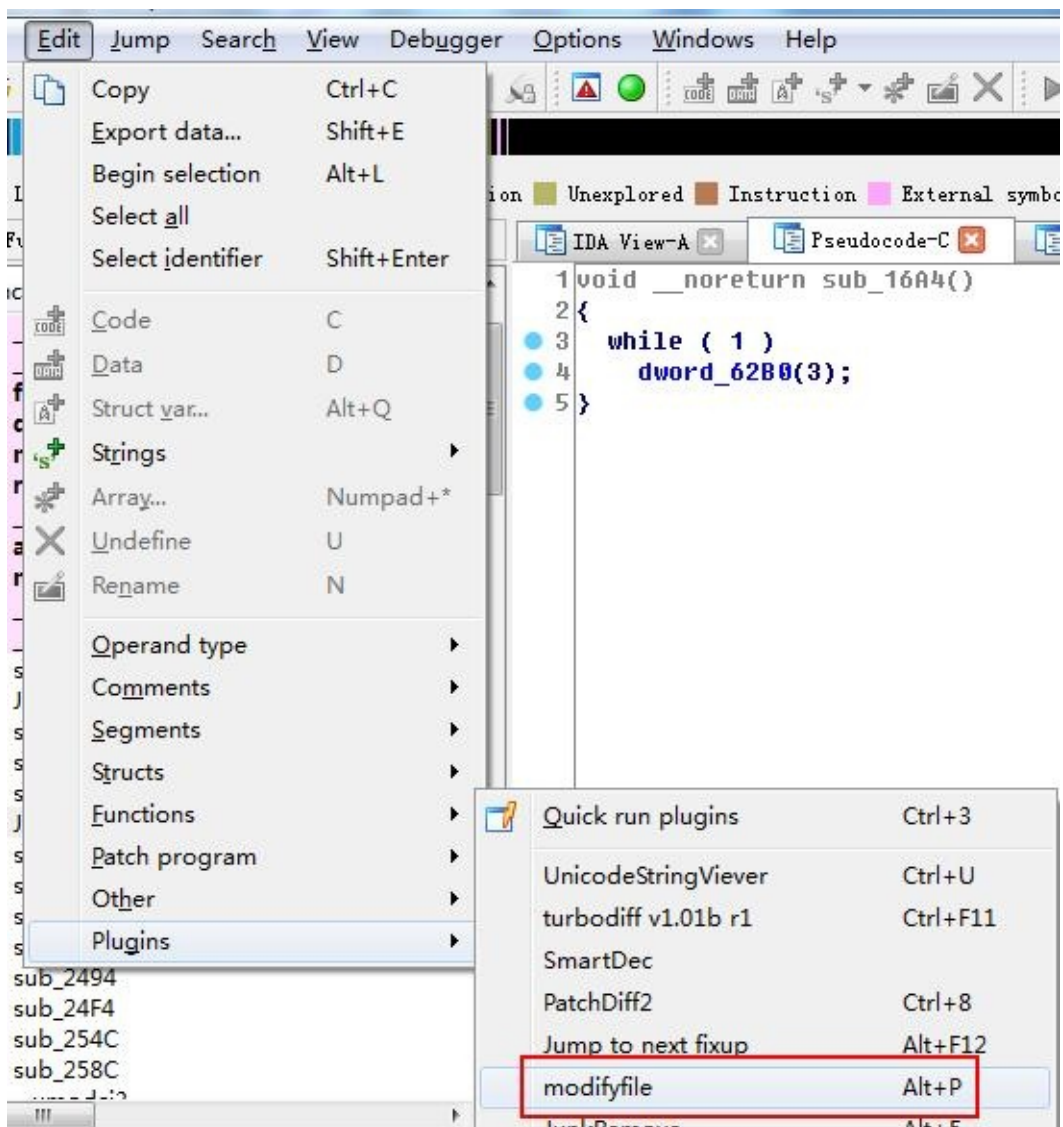 Edit Jump Search View Debugger Options Windows Help
Copy Ctrl+C
Export data... Shift+E
Begin selection Alt+L
Select all
Select identifier Shift+Enter
Code C
Data D
Struct var... Alt+Q
Strings
Array... Numpad+*
Undefine U
Rename N
Operand type
Comments
Segments
Structs
Functions
Patch program
Other
Plugins
sub_2494
sub_24F4
sub_254C
sub_258C
Unexplored Instruction External
IDA View-A Pseudocode-C
1 void __noreturn sub_16A4()
2 {
3 while ( 1 )
4 dword_62B0(3);
5 }
Quick run plugins Ctrl+3
UnicodeStringViever Ctrl+U
turbodiff v1.01b r1 Ctrl+F11
SmartDec
PatchDiff2 Ctrl+8
Jump to next fixup Alt+F12
modifyfile Alt+P